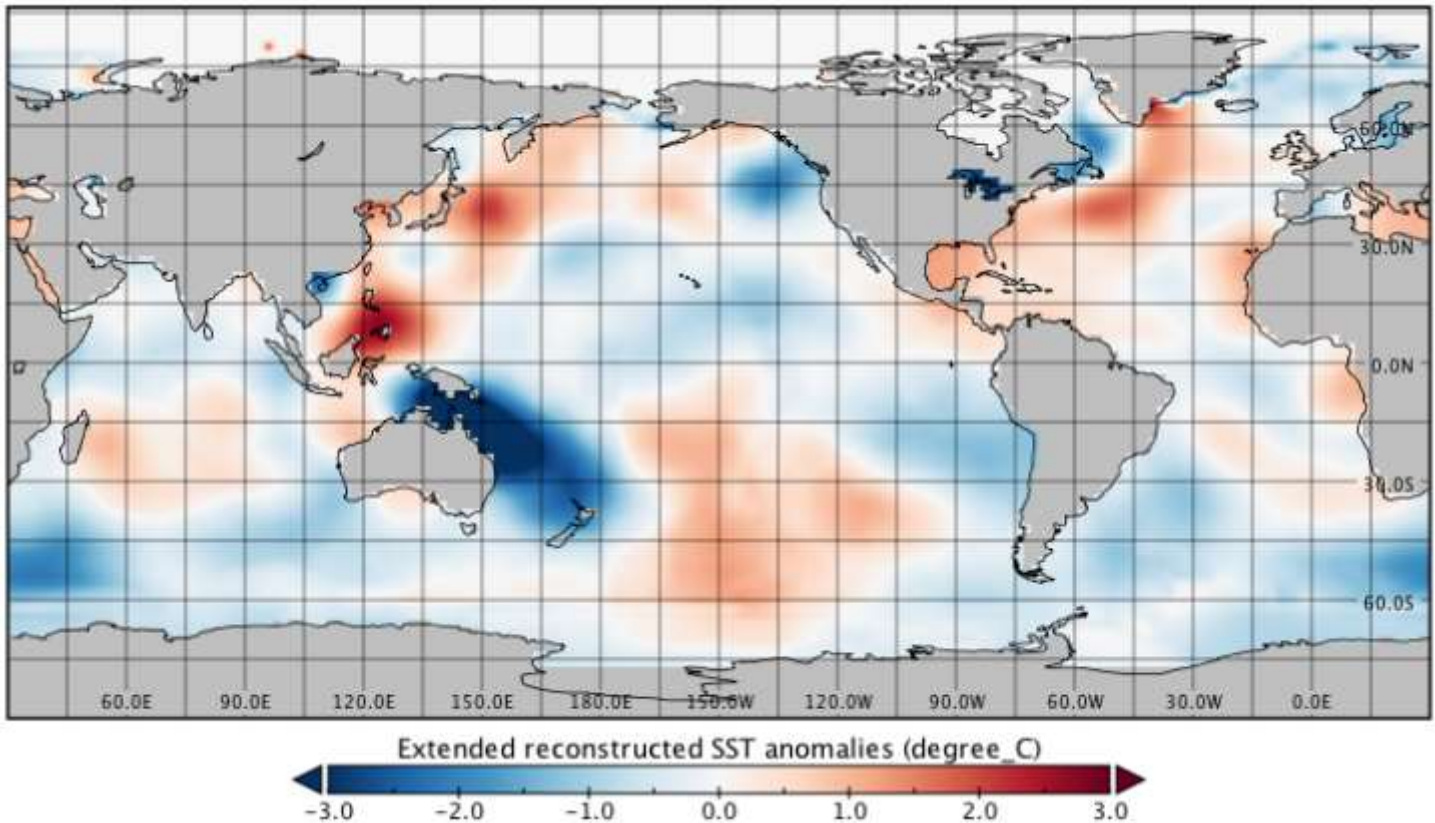 60.0N
30.0N
0.0N
30.0S
60.0S
60.0E 90.0E 120.0E 150.0E 180.0E 150.0W 120.0W 90.0W 60.0W 30.0W 0.0E
Extended reconstructed SST anomalies (degree_C)
-3.0 -2.0 -1.0 0.0 1.0 2.0 3.0